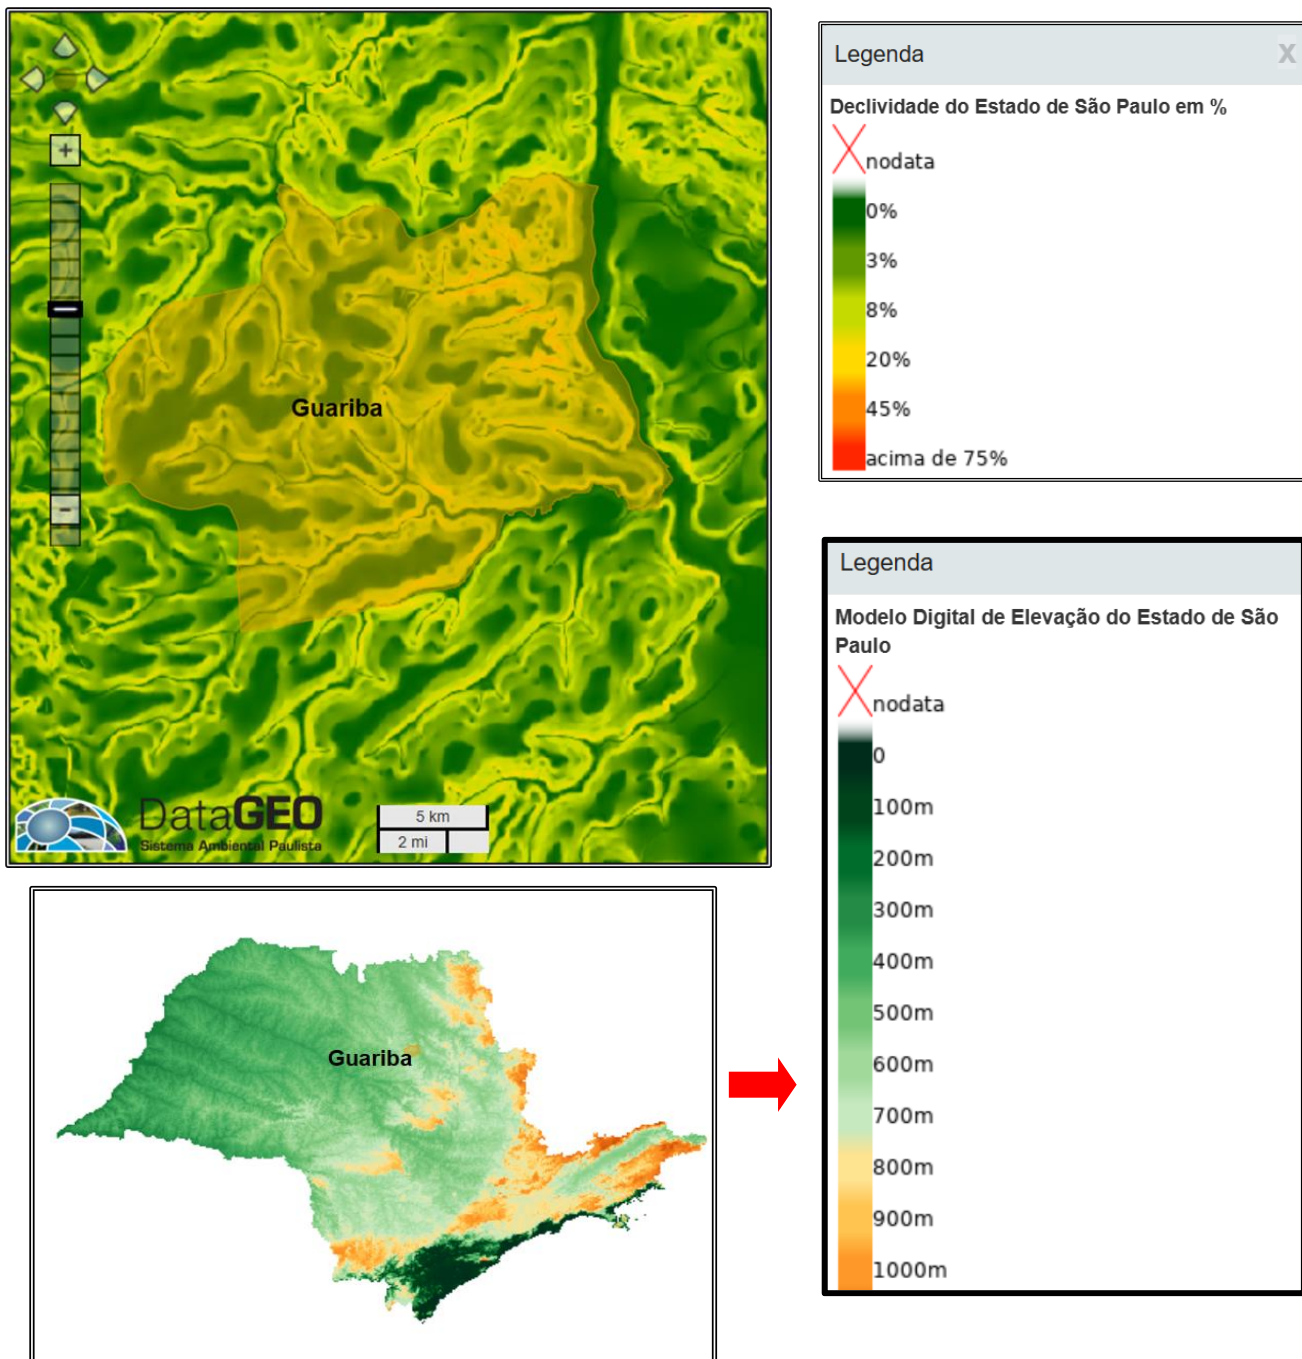 +
Guariba
-
DataGEO
Sistema Ambiental Paulista
5 km
2 mi
Legenda
X
Declividade do Estado de São Paulo em %
nodata
0%
3%
8%
20%
45%
acima de 75%
Legenda
Modelo Digital de Elevação do Estado de São
Paulo
nodata
0
100m
200m
300m
400m
500m
600m
700m
800m
900m
1000m
Guariba